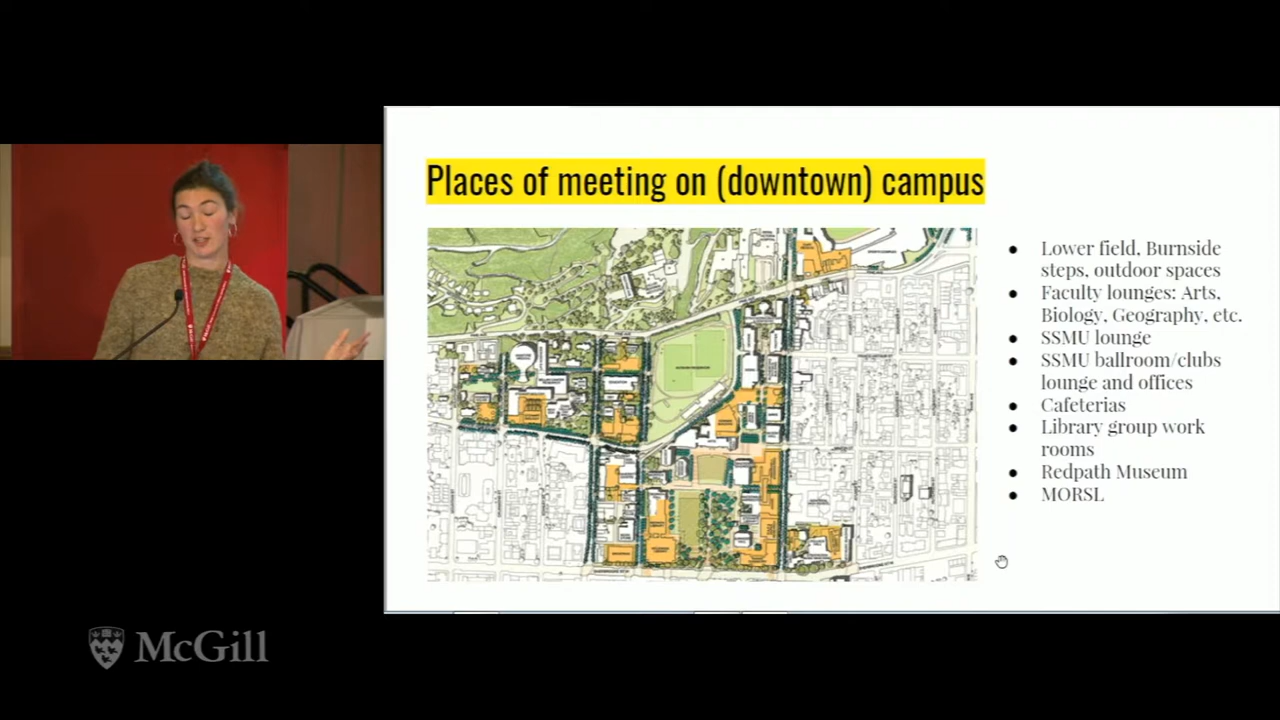 Places of meeting on (downtown) campus
● Lower field, Burnside
steps, outdoor spaces
● Faculty lounges: Arts,
Biology, Geography, etc.
● SSMU lounge
● SSMU ballroom/clubs
lounge and offices
● Cafeterias
● Library group work
rooms
● Redpath Museum
● MORSL
McGill